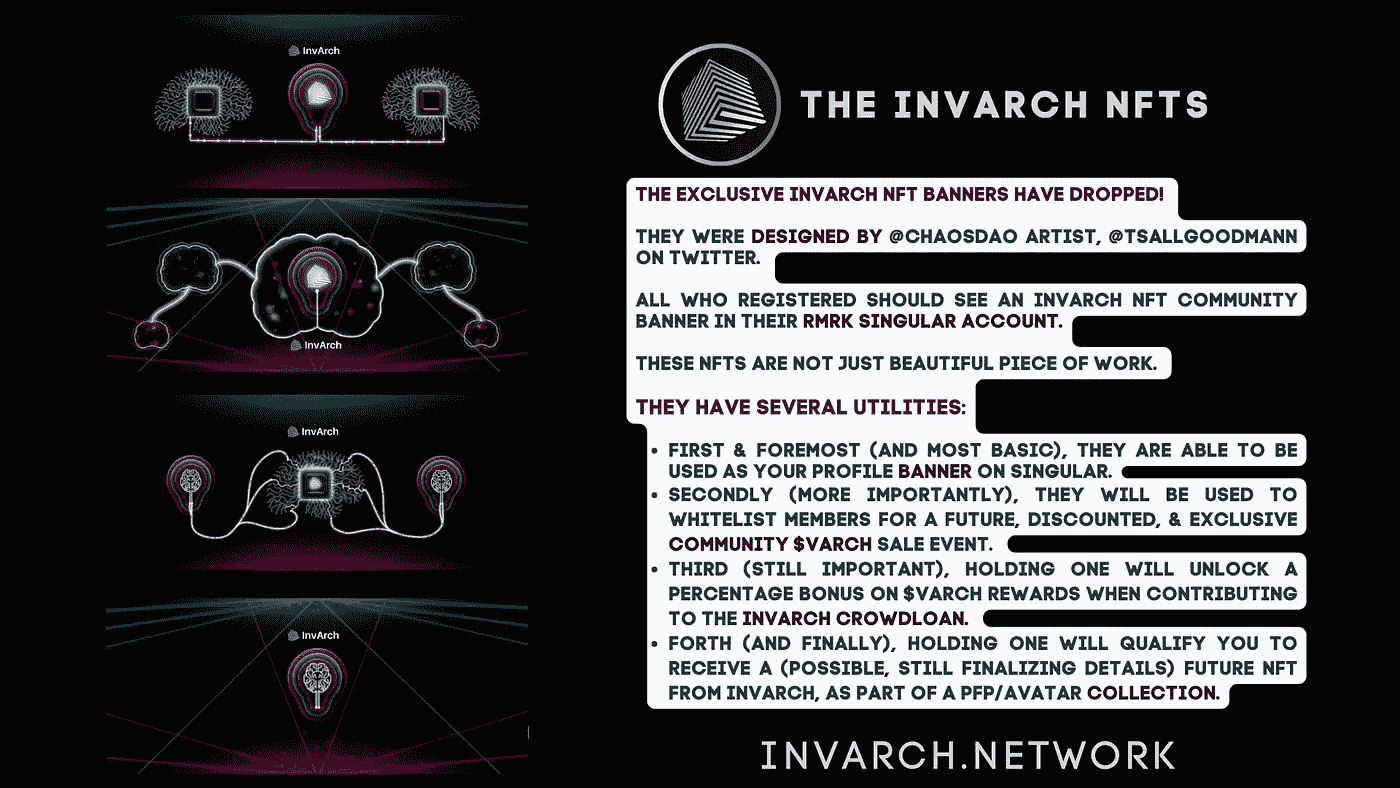 InvArch
InvArch
InvArch
InvArch
THE INVARCH NFTS
THE EXCLUSIVE INVARCH NFT BANNERS HAVE DROPPED!
THEY WERE DESIGNED BY @CHAOSDAO ARTIST, @TSALLGOODMANN
ON TWITTER.
ALL WHO REGISTERED SHOULD SEE AN INVARCH NFT COMMUNITY
BANNER IN THEIR RMRK SINGULAR ACCOUNT.
THESE NFTS ARE NOT JUST BEAUTIFUL PIECE OF WORK.
THEY HAVE SEVERAL UTILITIES:
• FIRST & FOREMOST (AND MOST BASIC), THEY ARE ABLE TO BE
USED AS YOUR PROFILE BANNER ON SINGULAR.
• SECONDLY (MORE IMPORTANTLY), THEY WILL BE USED TO
WHITELIST MEMBERS FOR A FUTURE, DISCOUNTED, & EXCLUSIVE
COMMUNITY $VARCH SALE EVENT.
• THIRD (STILL IMPORTANT), HOLDING ONE WILL UNLOCK A
PERCENTAGE BONUS ON $VARCH REWARDS WHEN CONTRIBUTING
TO THE INVARCH CROWDLOAN.
• FORTH (AND FINALLY), HOLDING ONE WILL QUALIFY YOU TO
RECEIVE A (POSSIBLE, STILL FINALIZING DETAILS) FUTURE NFT
FROM INVARCH, AS PART OF A PFP/AVATAR COLLECTION.
INVARCH.NETWORK